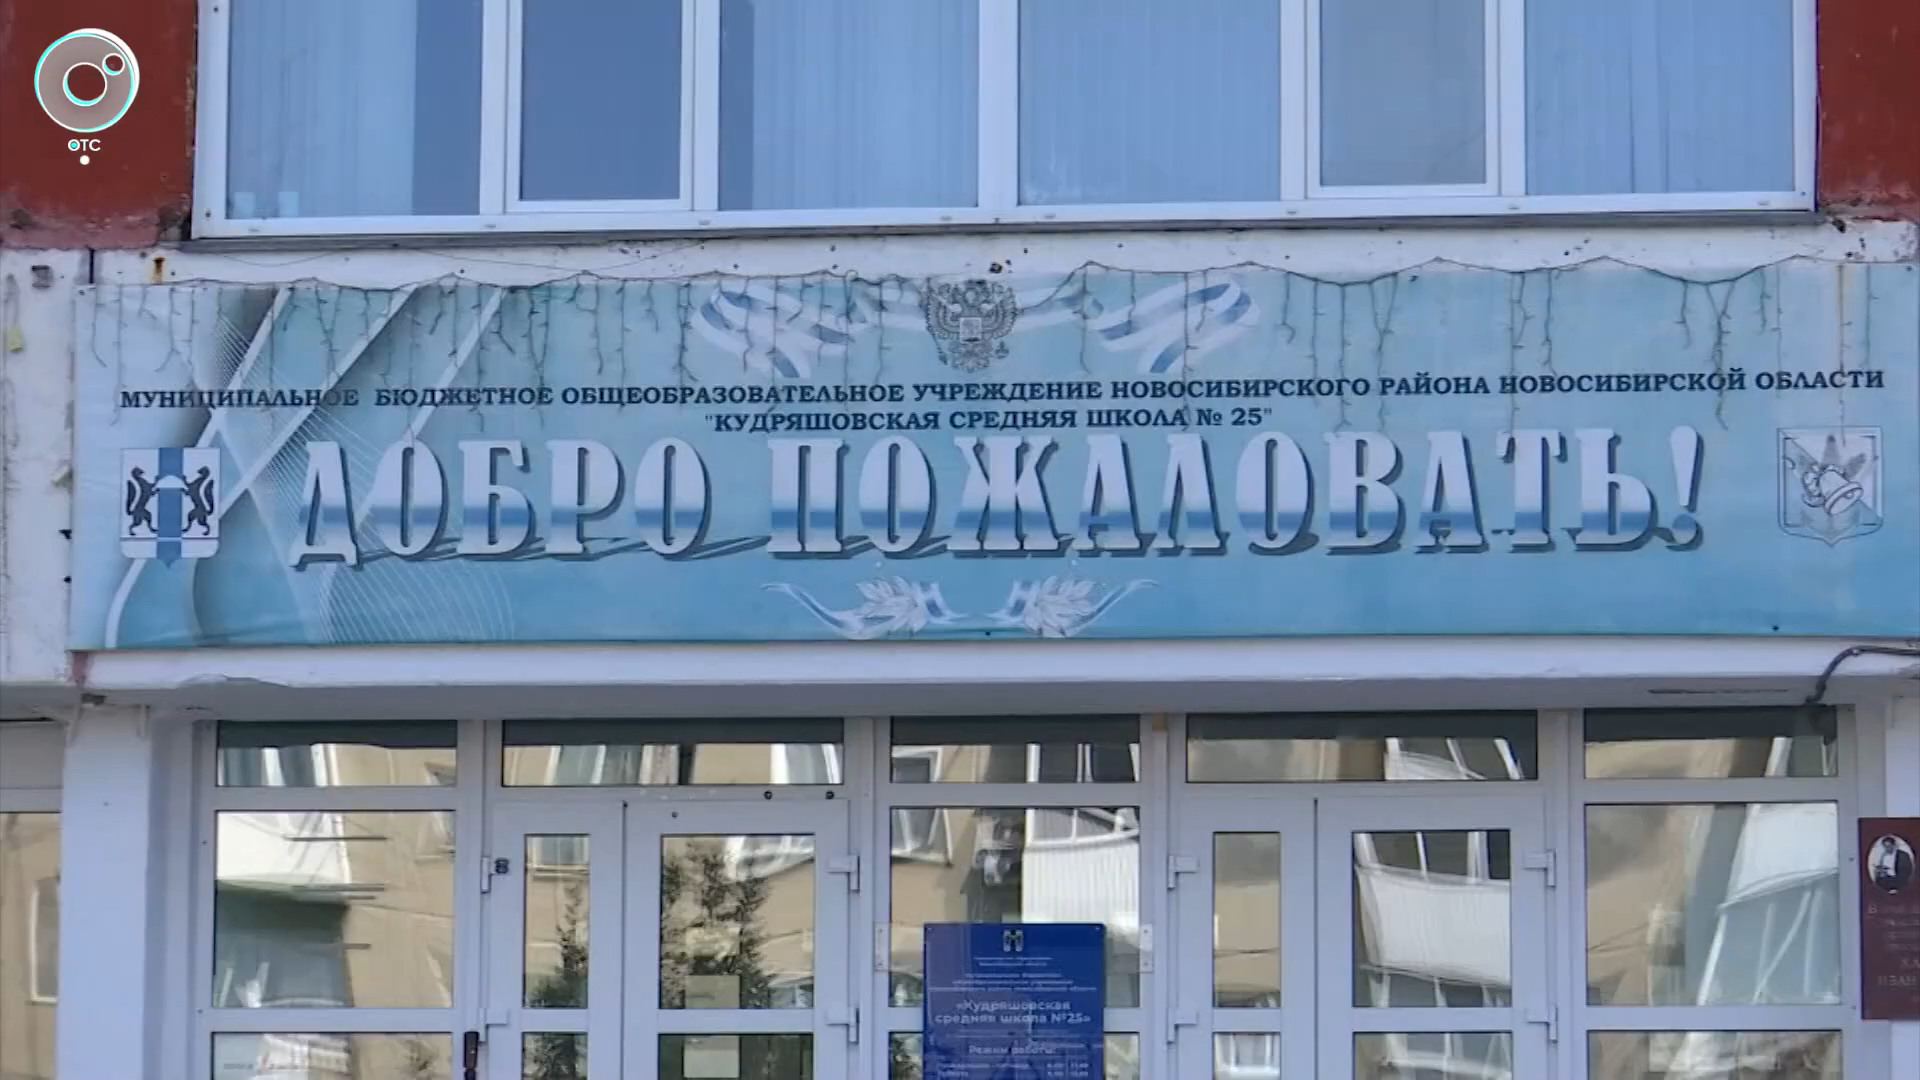 ОТС
МУНИЦИПАЛЬНОЕ БЮДЖЕТНОЕ ОБЩЕОБРАЗОВАТЕЛЬНОЕ УЧРЕЖДЕНИЕ НОВОСИБИРСКОГО РАЙОНА НОВОСИБИРСКОЙ ОБЛАСТИ
"КУДРЯШОВСКАЯ СРЕДНЯЯ ШКОЛА № 25"
ДОБРО ПОЖАЛОВАТЬ!
«Кудряшовская
средняя школа №25»
Режим работы: